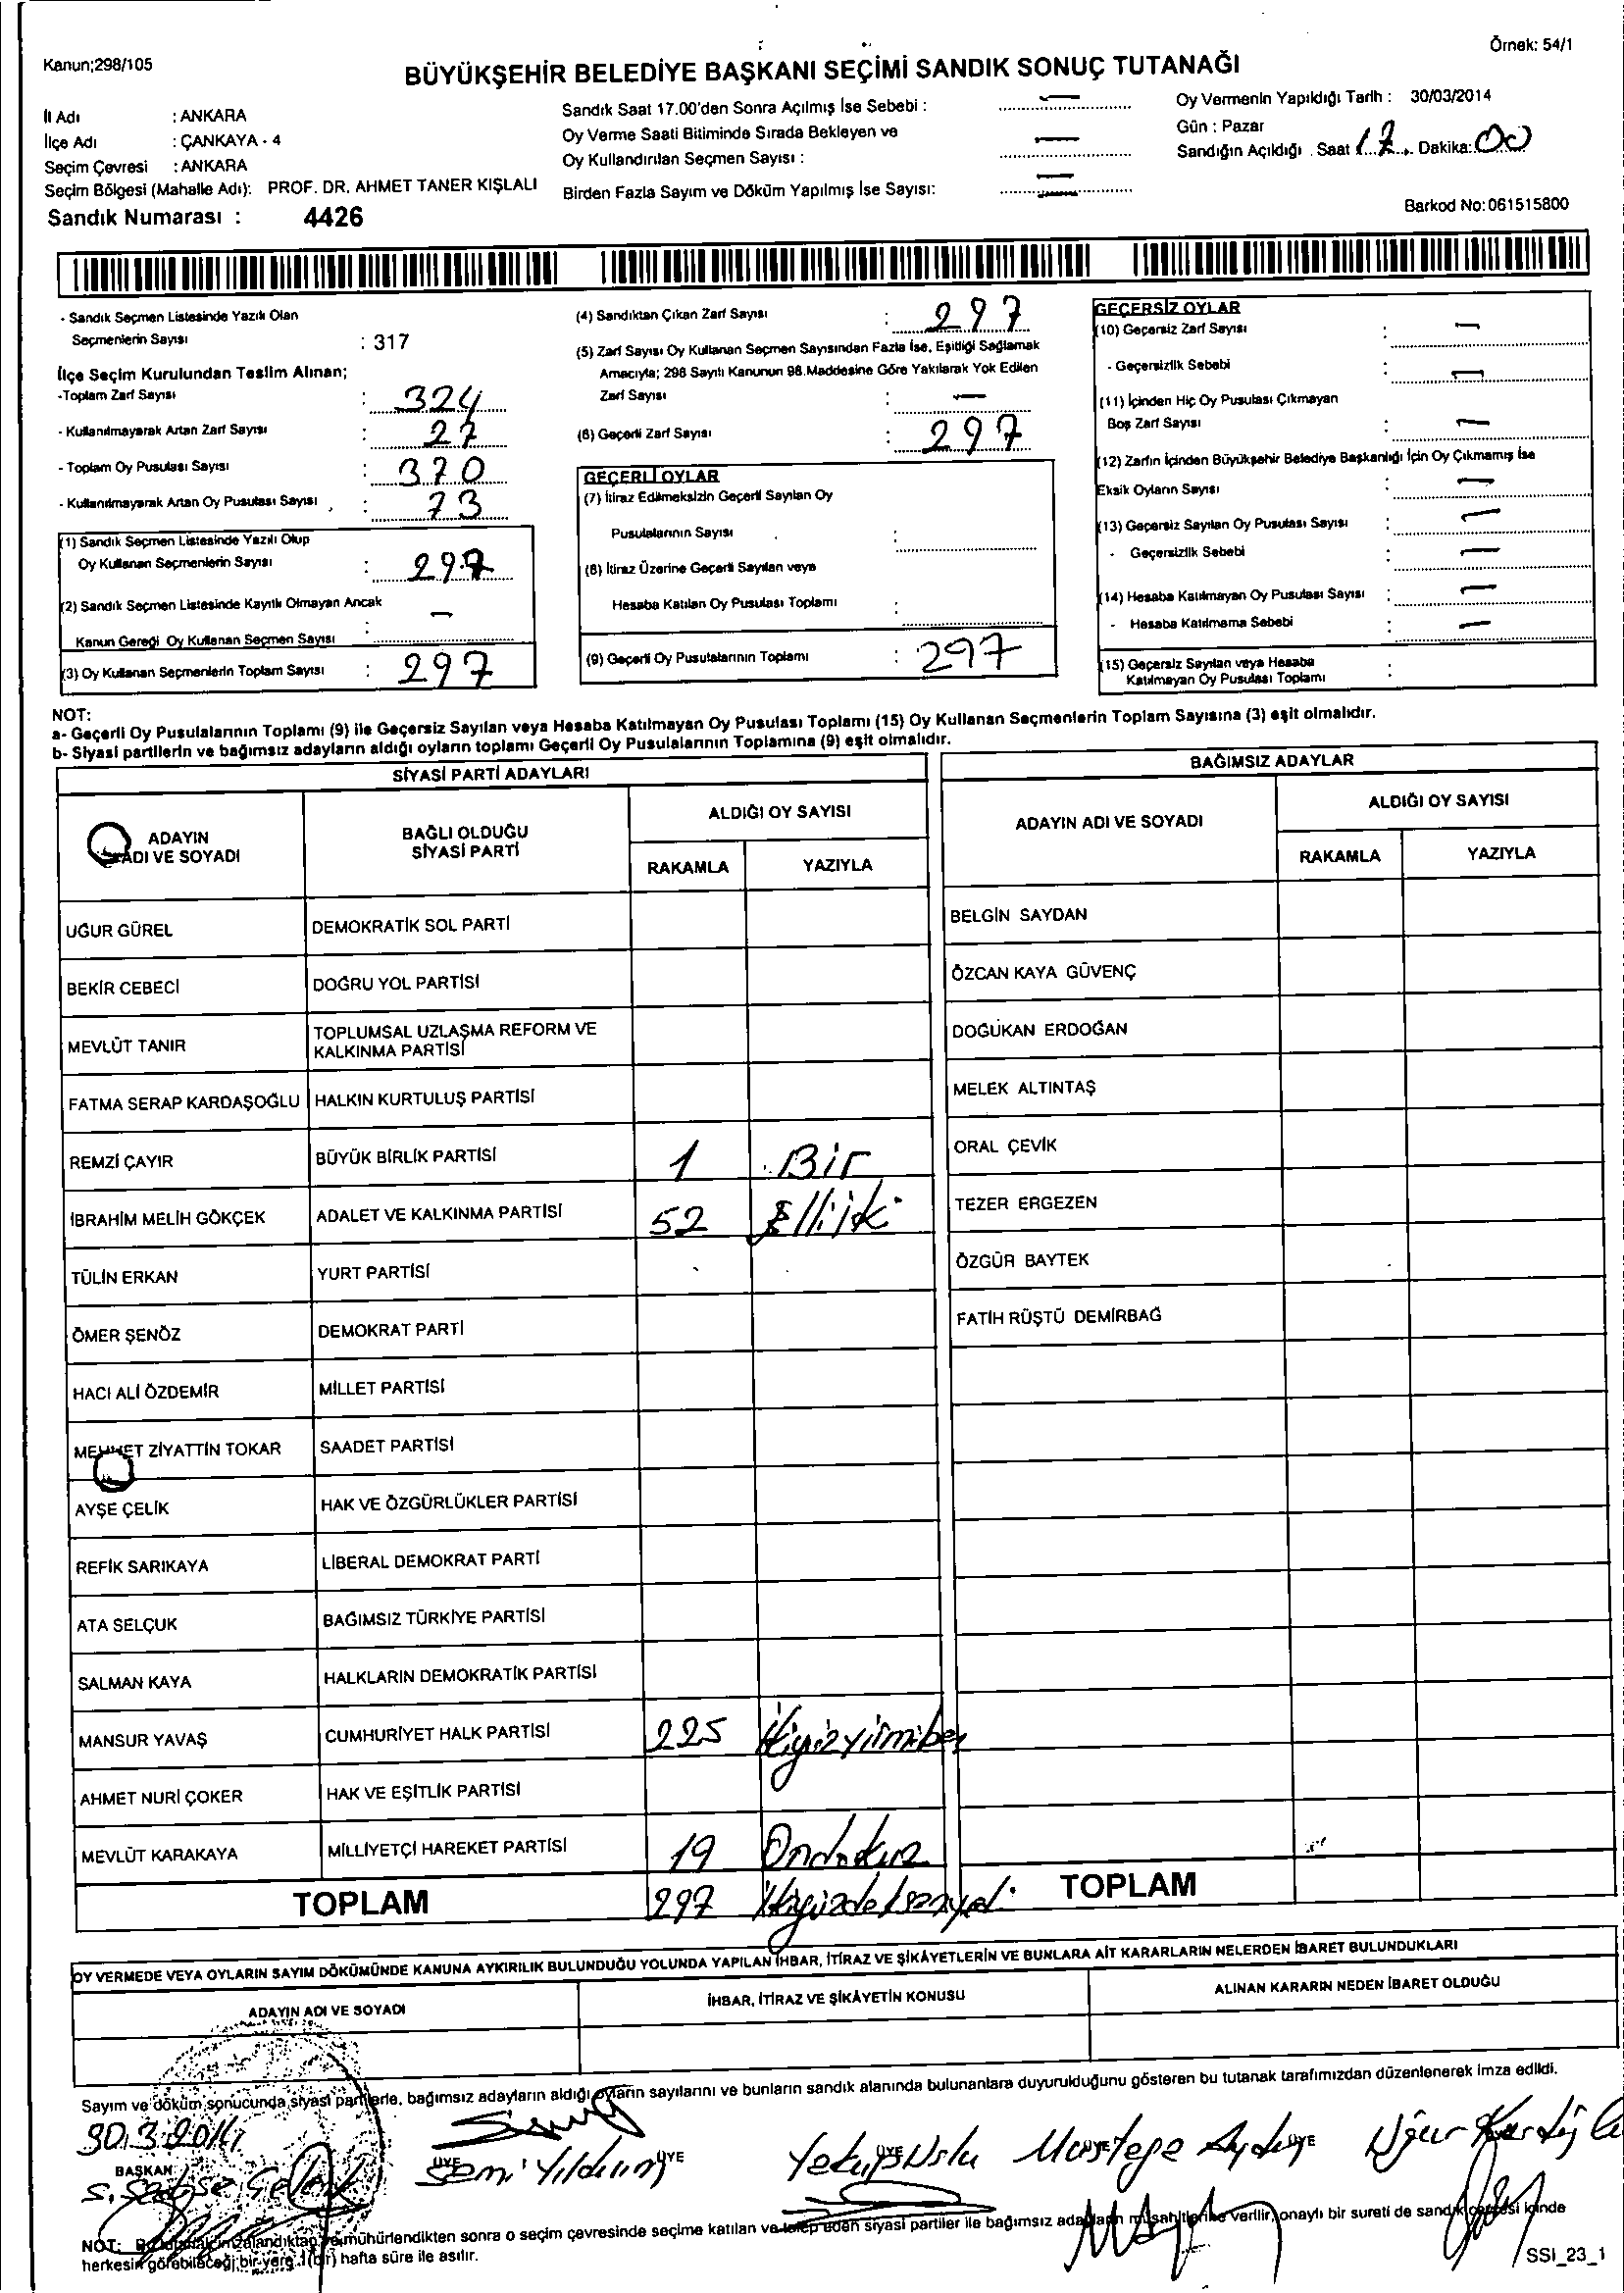 Örnek: 54/1
Kanun;298/105
BÜYÜKŞEHİR BELEDİYE BAŞKANI SEÇİMİ SANDIK SONUÇ TUTANAĞI
İl Adı : ANKARA
İlçe Adı : ÇANKAYA - 4
Seçim Çevresi : ANKARA
Seçim Bölgesi (Mahalle Adı): PROF. DR. AHMET TANER KIŞLALI
Sandık Numarası : 4426
Sandık Saat 17.00'den Sonra Açılmış İse Sebebi : —
Oy Verme Saati Bitiminde Sırada Bekleyen ve
Oy Kullandırılan Seçmen Sayısı : —
Birden Fazla Sayım ve Döküm Yapılmış İse Sayısı: —
Oy Vermenin Yapıldığı Tarih : 30/03/2014
Gün : Pazar
Sandığın Açıldığı Saat 17 Dakika: 00
Barkod No: 061515800
- Sandık Seçmen Listesinde Yazılı Olan
Seçmenlerin Sayısı : 317
İlçe Seçim Kurulundan Teslim Alınan;
-Toplam Zarf Sayısı : 324
- Kullanılmayarak Artan Zarf Sayısı : 27
- Toplam Oy Pusulası Sayısı : 370
- Kullanılmayarak Artan Oy Pusulası Sayısı : 73
(1) Sandık Seçmen Listesinde Yazılı Olup
Oy Kullanan Seçmenlerin Sayısı : 297
(2) Sandık Seçmen Listesinde Kayıtlı Olmayan Ancak
Kanun Gereği Oy Kullanan Seçmen Sayısı : —
(3) Oy Kullanan Seçmenlerin Toplam Sayısı : 297
(4) Sandıktan Çıkan Zarf Sayısı : 297
(5) Zarf Sayısı Oy Kullanan Seçmen Sayısından Fazla İse, Eşitliği Sağlamak
Amacıyla; 298 Sayılı Kanunun 98.Maddesine Göre Yakılarak Yok Edilen
Zarf Sayısı : —
(6) Geçerli Zarf Sayısı : 297
GEÇERLİ OYLAR
(7) İtiraz Edilmeksizin Geçerli Sayılan Oy
Pusulalarının Sayısı :
(8) İtiraz Üzerine Geçerli Sayılan veya
Hesaba Katılan Oy Pusulası Toplamı :
(9) Geçerli Oy Pusulalarının Toplamı : 297
GEÇERSİZ OYLAR
(10) Geçersiz Zarf Sayısı : —
- Geçersizlik Sebebi : —
(11) İçinden Hiç Oy Pusulası Çıkmayan
Boş Zarf Sayısı : —
(12) Zarfın İçinden Büyükşehir Belediye Başkanlığı İçin Oy Çıkmamış İse
Eksik Oyların Sayısı : —
(13) Geçersiz Sayılan Oy Pusulası Sayısı : —
- Geçersizlik Sebebi : —
(14) Hesaba Katılmayan Oy Pusulası Sayısı : —
- Hesaba Katılmama Sebebi : —
(15) Geçersiz Sayılan veya Hesaba
Katılmayan Oy Pusulası Toplamı :
NOT:
a- Geçerli Oy Pusulalarının Toplamı (9) ile Geçersiz Sayılan veya Hesaba Katılmayan Oy Pusulası Toplamı (15) Oy Kullanan Seçmenlerin Toplam Sayısına (3) eşit olmalıdır.
b- Siyasi partilerin ve bağımsız adayların aldığı oyların toplamı Geçerli Oy Pusulalarının Toplamına (9) eşit olmalıdır.
SİYASİ PARTİ ADAYLARI
ADAYIN ADI VE SOYADI BAĞLI OLDUĞU SİYASİ PARTİ ALDIĞI OY SAYISI
RAKAMLA YAZIYLA
UĞUR GÜREL DEMOKRATİK SOL PARTİ
BEKİR CEBECİ DOĞRU YOL PARTİSİ
MEVLÜT TANIR TOPLUMSAL UZLAŞMA REFORM VE KALKINMA PARTİSİ
FATMA SERAP KARDAŞOĞLU HALKIN KURTULUŞ PARTİSİ
REMZİ ÇAYIR BÜYÜK BİRLİK PARTİSİ 1 Bir
İBRAHİM MELİH GÖKÇEK ADALET VE KALKINMA PARTİSİ 52 Elliiki
TÜLİN ERKAN YURT PARTİSİ
ÖMER ŞENÖZ DEMOKRAT PARTİ
HACI ALİ ÖZDEMİR MİLLET PARTİSİ
MEHMET ZİYATTİN TOKAR SAADET PARTİSİ
AYŞE ÇELİK HAK VE ÖZGÜRLÜKLER PARTİSİ
REFİK SARIKAYA LİBERAL DEMOKRAT PARTİ
ATA SELÇUK BAĞIMSIZ TÜRKİYE PARTİSİ
SALMAN KAYA HALKLARIN DEMOKRATİK PARTİSİ
MANSUR YAVAŞ CUMHURİYET HALK PARTİSİ 225 İkiyüzyirmibeş
AHMET NURİ ÇOKER HAK VE EŞİTLİK PARTİSİ
MEVLÜT KARAKAYA MİLLİYETÇİ HAREKET PARTİSİ 19 Ondokuz
TOPLAM 297 İkiyüzdoksanyedi
BAĞIMSIZ ADAYLAR
ADAYIN ADI VE SOYADI ALDIĞI OY SAYISI
RAKAMLA YAZIYLA
BELGİN SAYDAN
ÖZCAN KAYA GÜVENÇ
DOĞUKAN ERDOĞAN
MELEK ALTINTAŞ
ORAL ÇEVİK
TEZER ERGEZEN
ÖZGÜR BAYTEK
FATİH RÜŞTÜ DEMİRBAĞ
TOPLAM
OY VERMEDE VEYA OYLARIN SAYIM DÖKÜMÜNDE KANUNA AYKIRILIK BULUNDUĞU YOLUNDA YAPILAN İHBAR, İTİRAZ VE ŞİKÂYETLERİN VE BUNLARA AİT KARARLARIN NELERDEN İBARET BULUNDUKLARI
ADAYIN ADI VE SOYADI İHBAR, İTİRAZ VE ŞİKÂYETİN KONUSU ALINAN KARARIN NEDEN İBARET OLDUĞU
Sayım ve döküm sonucunda siyasi partilerle, bağımsız adayların aldığı oyların sayılarını ve bunların sandık alanında bulunanlara duyurulduğunu gösteren bu tutanak tarafımızdan düzenlenerek imza edildi.
30.3.2014
BAŞKAN ÜYE ÜYE ÜYE ÜYE
Semi Yıldırım Yakup Uslu Mustafa Uğur
NOT: Bu tutanak imzalandıktan ve mühürlendikten sonra o seçim çevresinde seçime katılan ve talep eden siyasi partiler ile bağımsız adayların müşahitlerine verilir, onaylı bir sureti de sandık çevresi içinde
herkesin görebileceği bir yere 1 (bir) hafta süre ile asılır.
SSI_23_1